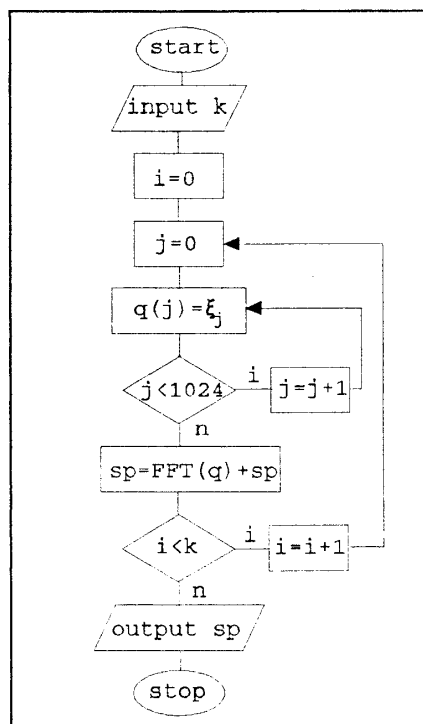 start
input k
i=0
j=0
q(j)=ξj
j<1024
i
j=j+1
n
sp=FFT(q)+sp
i<k
i
i=i+1
n
output sp
stop